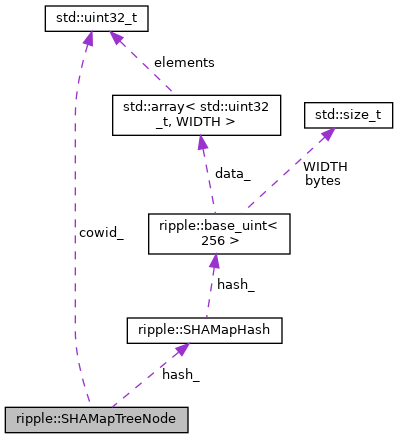 std::uint32_t
elements
std::array< std::uint32
_t, WIDTH >
std::size_t
data_
WIDTH
bytes
ripple::base_uint<
256 >
cowid_
hash_
ripple::SHAMapHash
hash_
ripple::SHAMapTreeNode